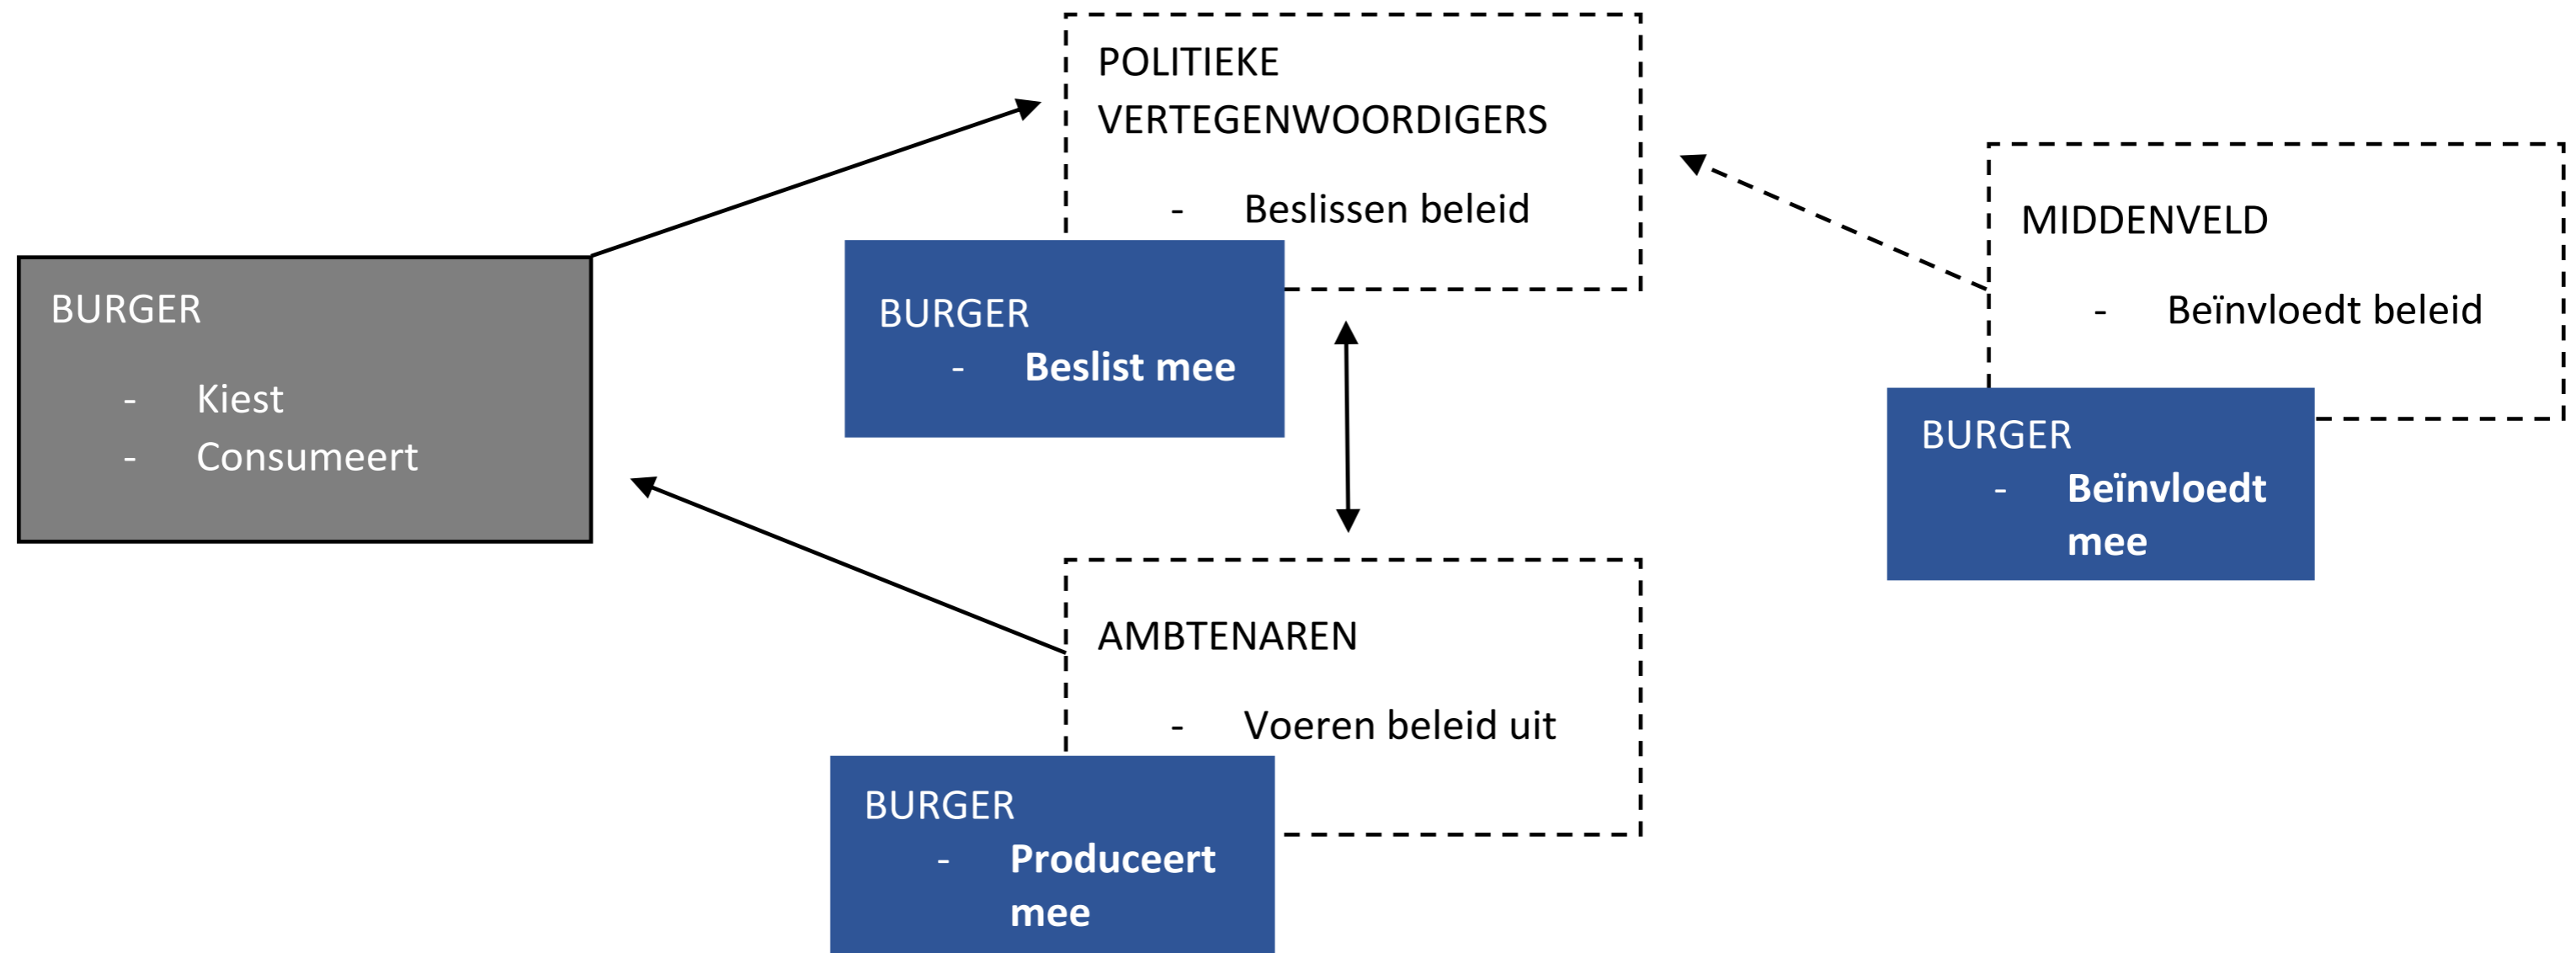 POLITIEKE
VERTEGENWOORDIGERS
- Beslissen beleid
BURGER
- Kiest
- Consumeert
BURGER
- Beslist mee
MIDDENVELD
- Beïnvloedt beleid
BURGER
- Beïnvloedt
mee
AMBTENAREN
- Voeren beleid uit
BURGER
- Produceert
mee